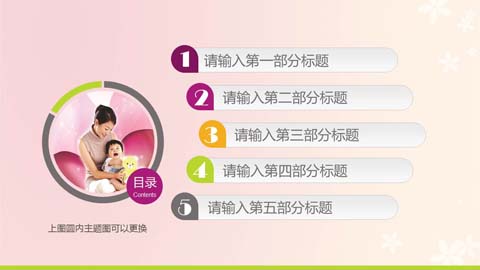 1 请输入第一部分标题
2 请输入第二部分标题
3 请输入第三部分标题
4 请输入第四部分标题
5 请输入第五部分标题
目录
Contents
上图圆内主题图可以更换